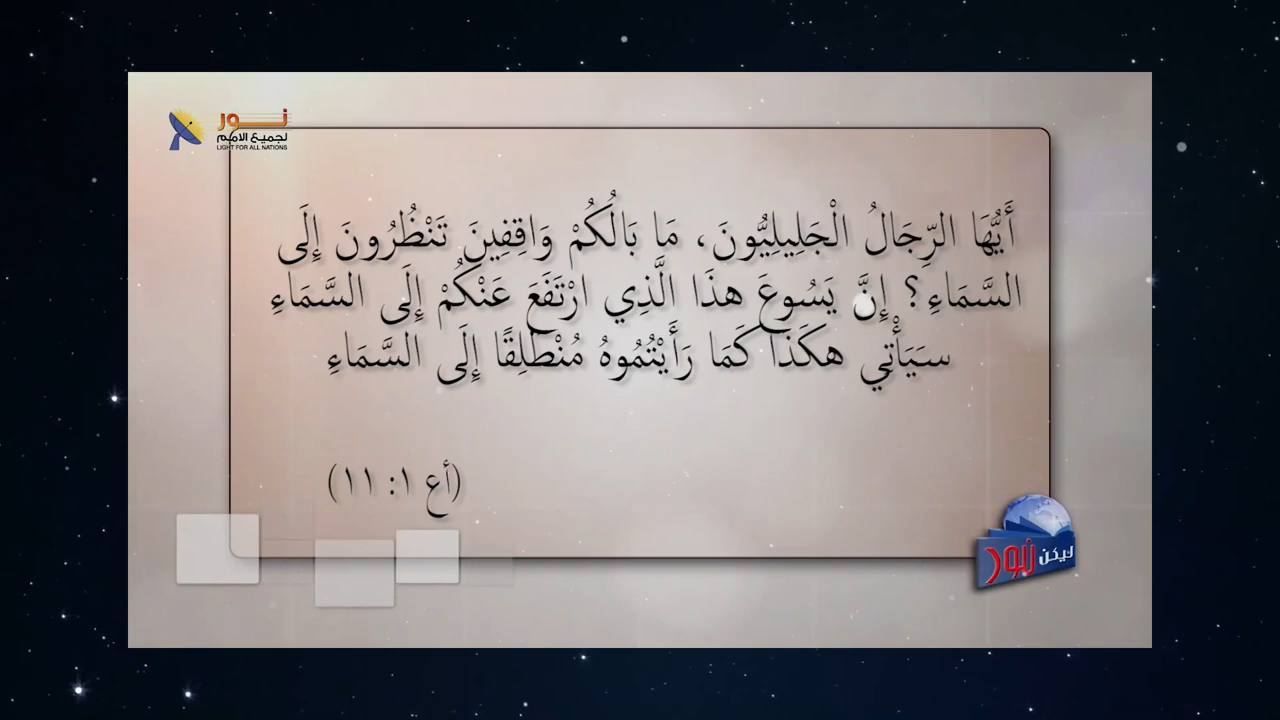 نور
لجميع الامم
LIGHT FOR ALL NATIONS
أَيُّهَا الرِّجَالُ الْجَلِيلِيُّونَ، مَا بَالُكُمْ وَاقِفِينَ تَنْظُرُونَ إِلَى
السَّمَاءِ؟ إِنَّ يَسُوعَ هذَا الَّذِي ارْتَفَعَ عَنْكُمْ إِلَى السَّمَاءِ
سَيَأْتِي هكَذَا كَمَا رَأَيْتُمُوهُ مُنْطَلِقًا إِلَى السَّمَاءِ
(أع ١: ١١)
ليكن نور